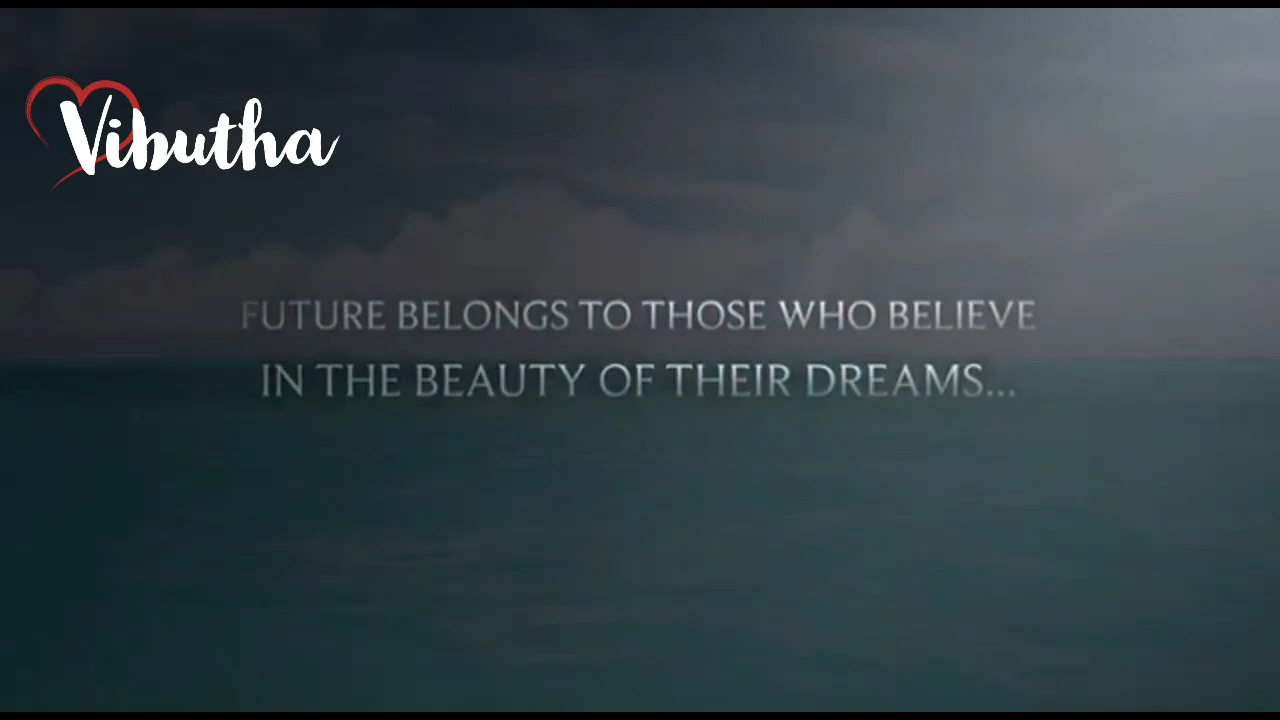 Vibutha
FUTURE BELONGS TO THOSE WHO BELIEVE
IN THE BEAUTY OF THEIR DREAMS...